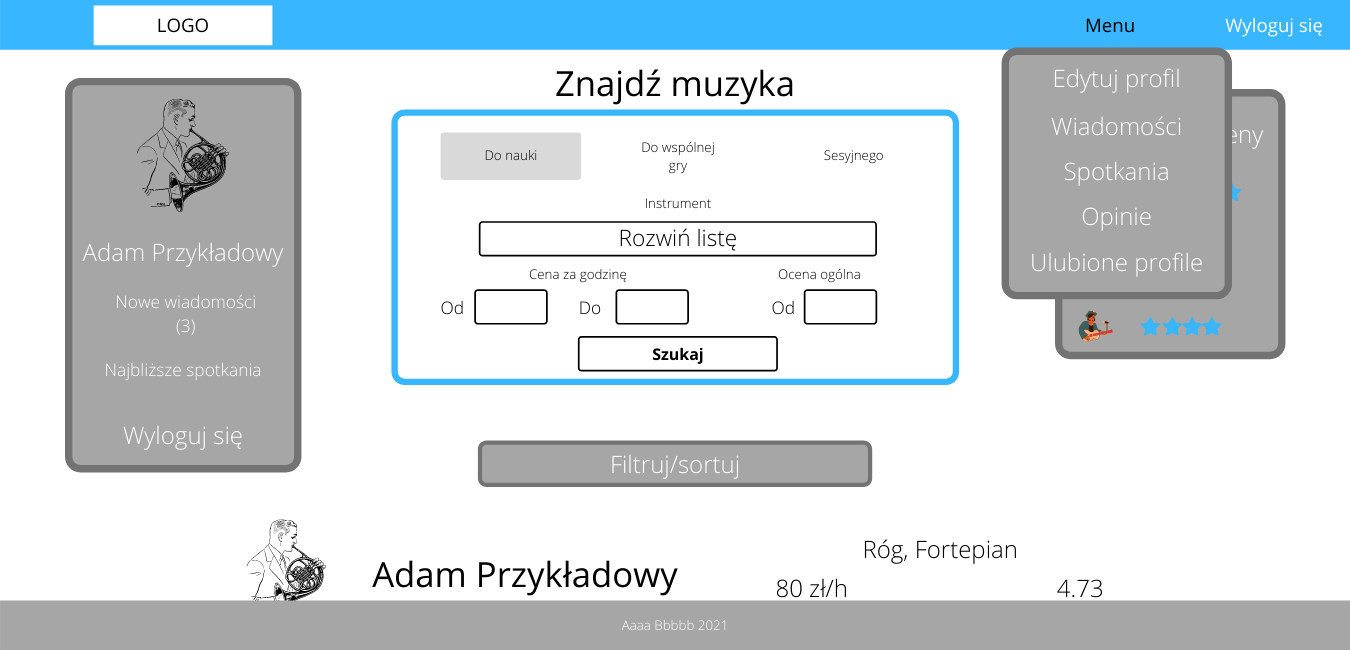 LOGO
Menu
Wyloguj się
Znajdź muzyka
Edytuj profil
Wiadomości
Spotkania
Opinie
Ulubione profile
Adam Przykładowy
Nowe wiadomości
(3)
Najbliższe spotkania
Wyloguj się
Do nauki
Do wspólnej
gry
Sesyjnego
Instrument
Rozwiń listę
Cena za godzinę
Ocena ogólna
Od
Do
Od
Szukaj
Filtruj/sortuj
Adam Przykładowy
Róg, Fortepian
80 zł/h
4.73
Aaaa Bbbbb 2021